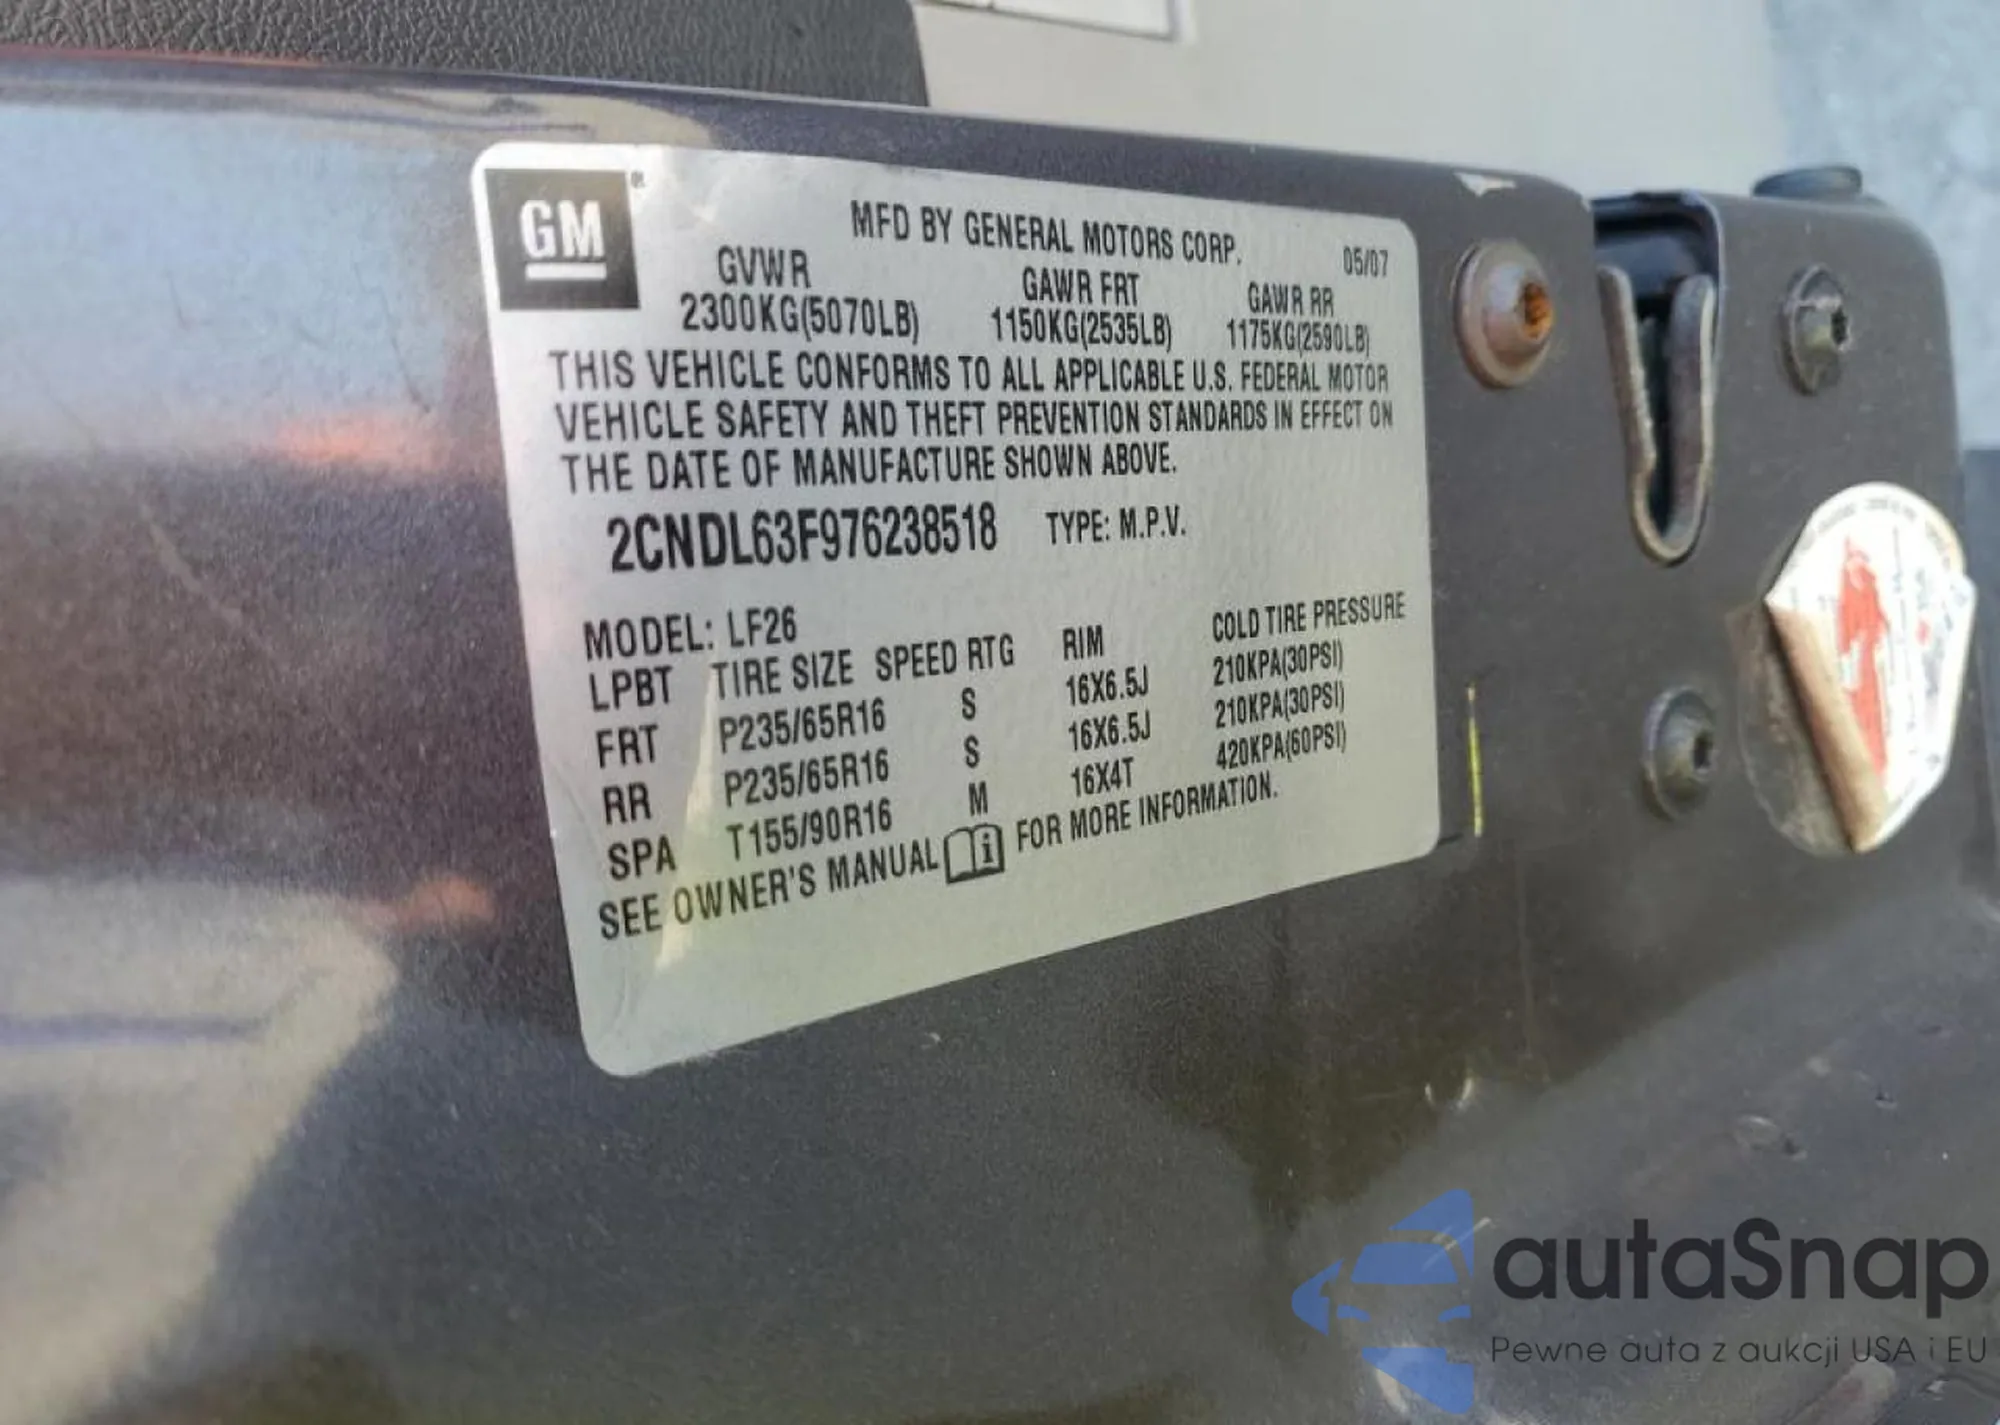 GM
MFD BY GENERAL MOTORS CORP.
05/07
GVWR GAWR FRT GAWR RR
2300KG(5070LB) 1150KG(2535LB) 1175KG(2590LB)
THIS VEHICLE CONFORMS TO ALL APPLICABLE U.S. FEDERAL MOTOR
VEHICLE SAFETY AND THEFT PREVENTION STANDARDS IN EFFECT ON
THE DATE OF MANUFACTURE SHOWN ABOVE.
2CNDL63F976238518 TYPE: M.P.V.
MODEL: LF26
LPBT TIRE SIZE SPEED RTG RIM COLD TIRE PRESSURE
FRT P235/65R16 S 16X6.5J 210KPA(30PSI)
RR P235/65R16 S 16X6.5J 210KPA(30PSI)
SPA T155/90R16 M 16X4T 420KPA(60PSI)
SEE OWNER'S MANUAL i FOR MORE INFORMATION.
autaSnap
Pewne auta z aukcji USA i EU